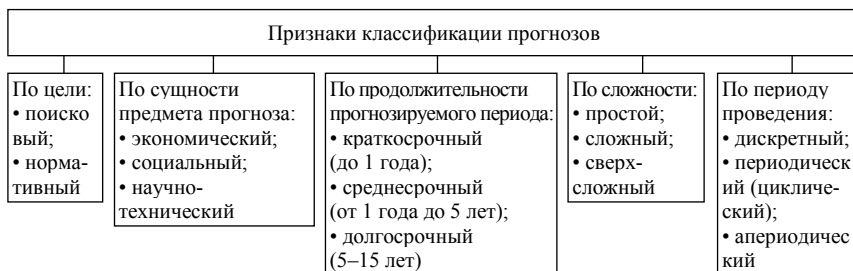 Признаки классификации прогнозов
По цели:
• поиско
вый;
• норма-
тивный
По сущности
предмета прогноза:
• экономический;
• социальный;
• научно-
технический
По продолжительности
прогнозируемого периода:
• краткосрочный
(до 1 года);
• среднесрочный
(от 1 года до 5 лет);
• долгосрочный
(5–15 лет)
По сложности:
• простой;
• сложный;
• сверх-
сложный
По периоду
проведения:
• дискретный;
• периодическ
ий (цикличе-
ский);
• апериодичес
кий